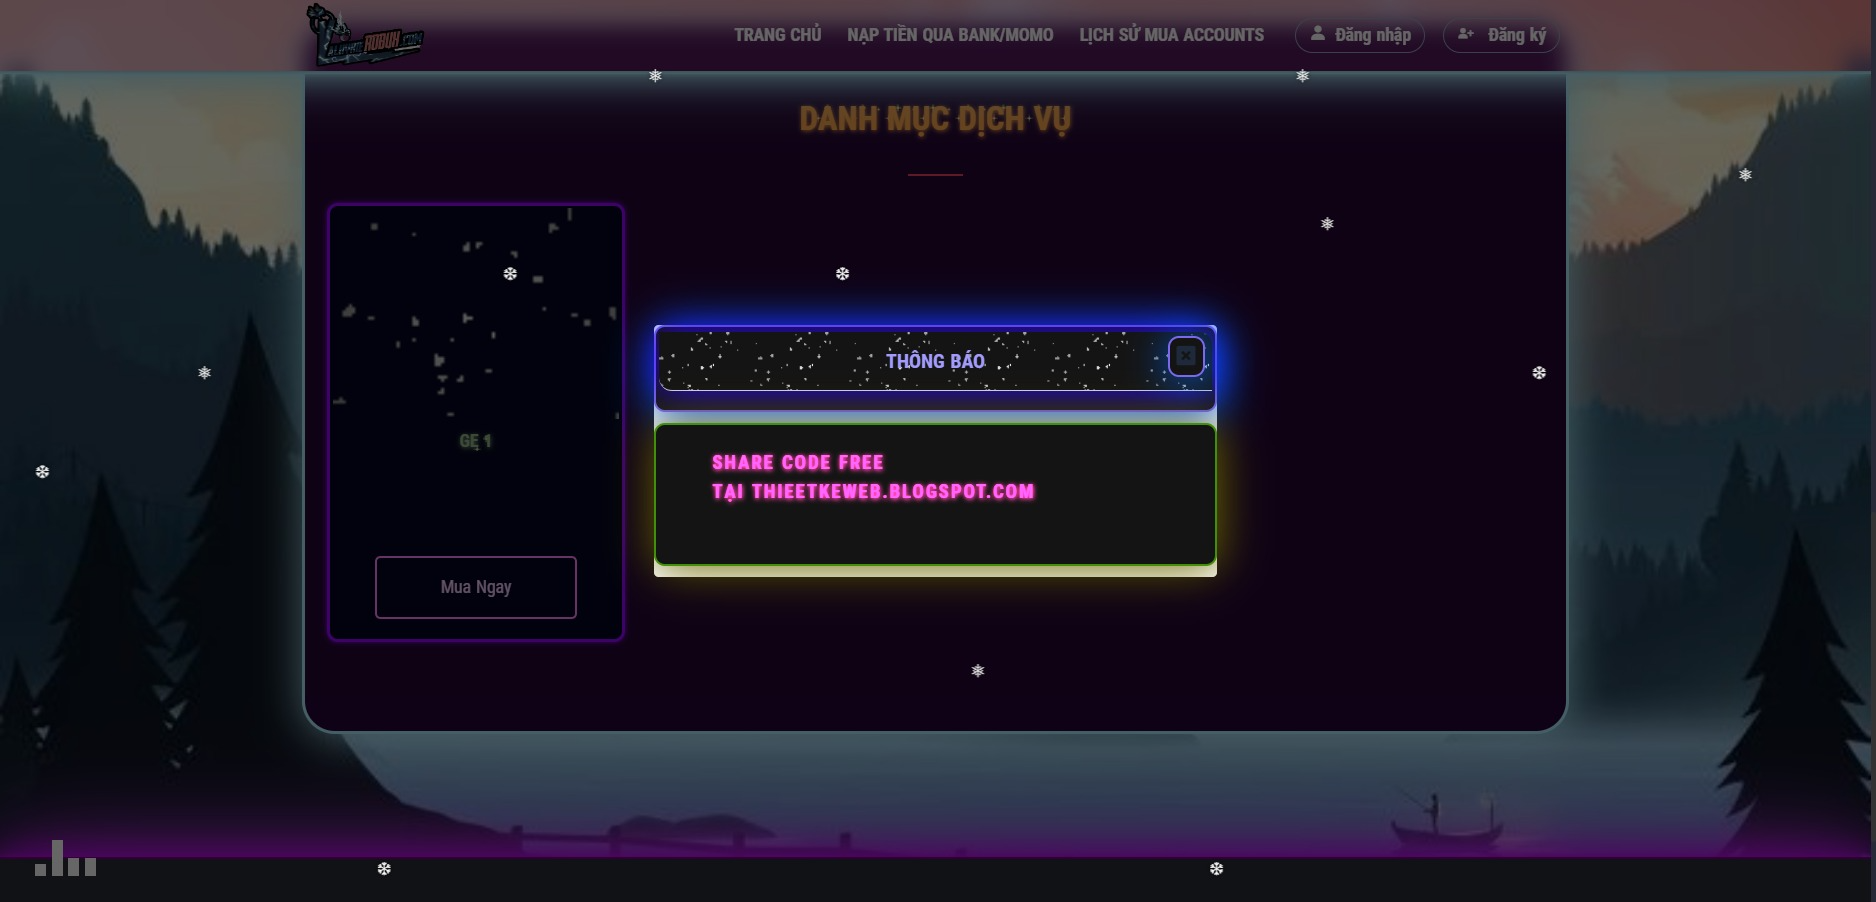 TRANG CHỦ
NẠP TIỀN QUA BANK/MOMO
LỊCH SỬ MUA ACCOUNTS
Đăng nhập
Đăng ký
DANH MỤC DỊCH VỤ
THÔNG BÁO
SHARE CODE FREE
TẠI THIEETKEWEB.BLOGSPOT.COM
GE 1
Mua Ngay